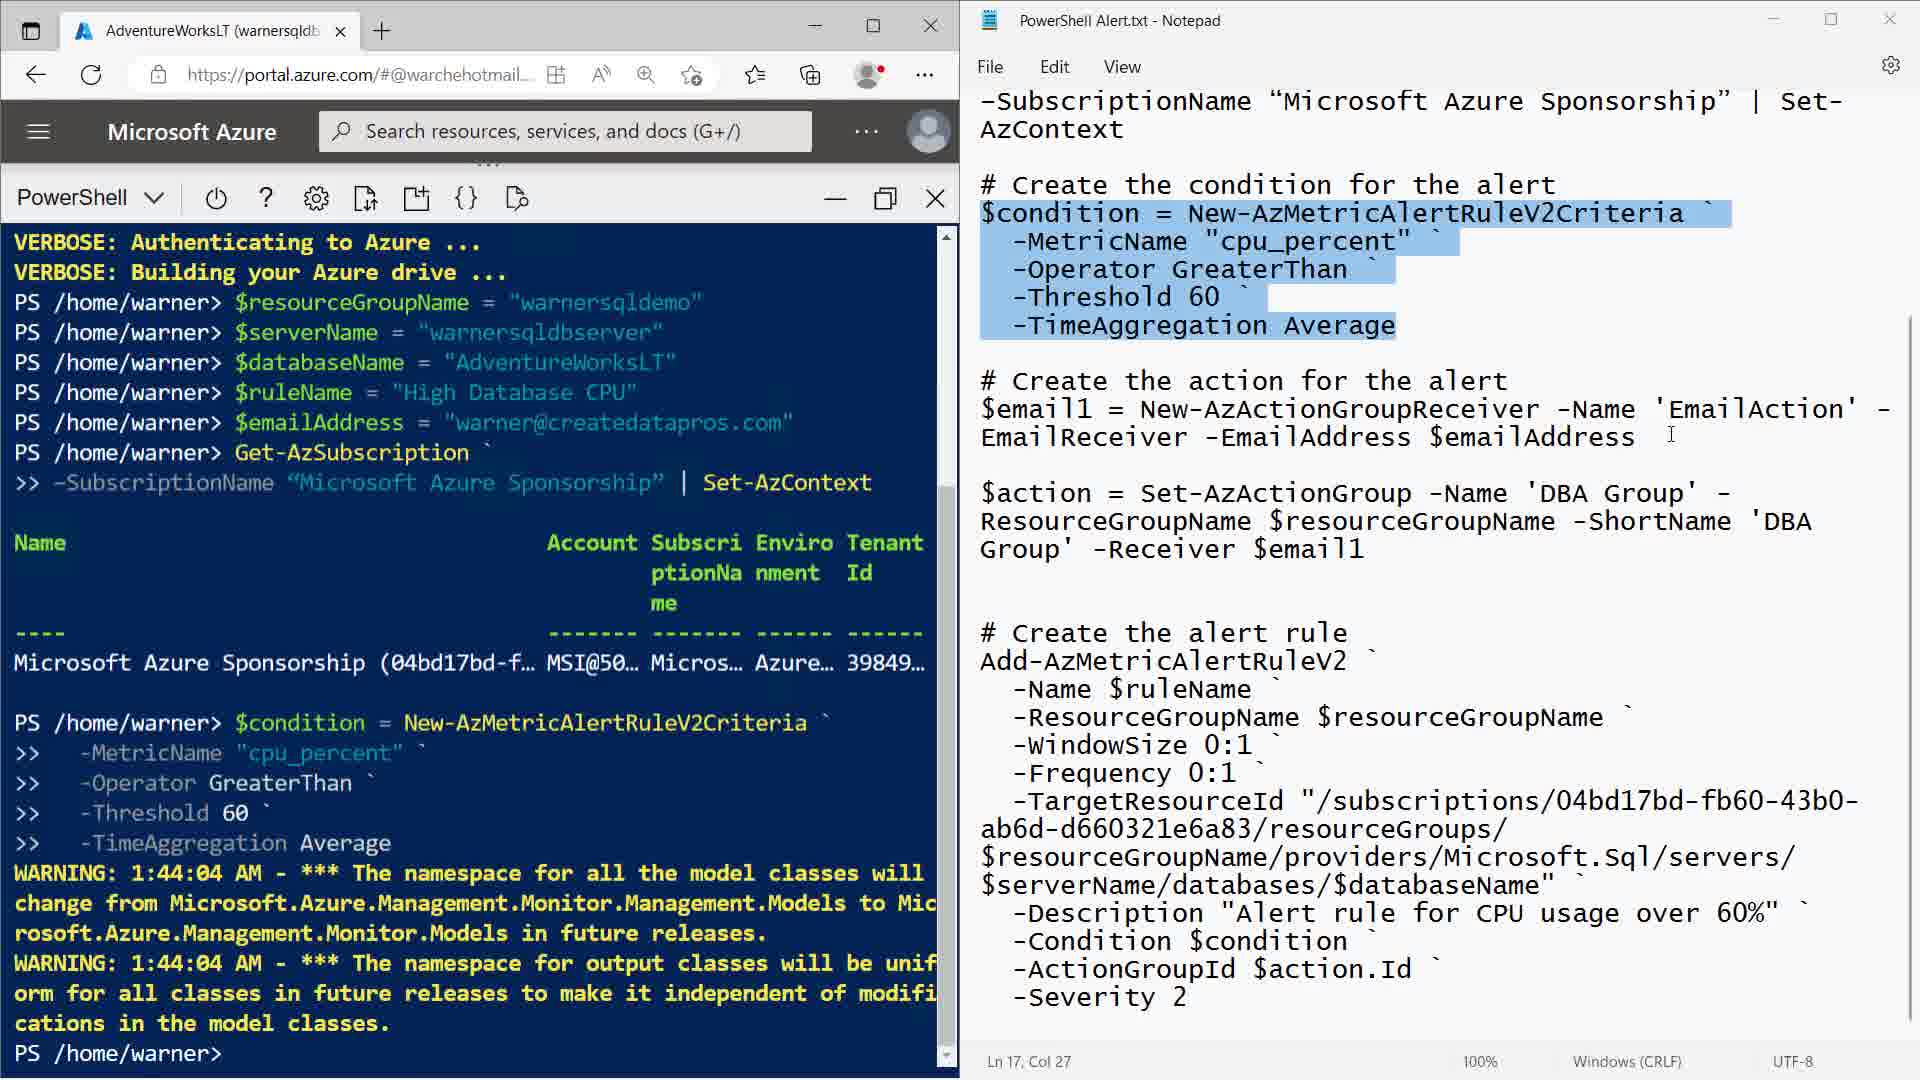 AdventureWorksLT (warnersqldb
https://portal.azure.com/#@warchehotmail...
Microsoft Azure
Search resources, services, and docs (G+/)
PowerShell
VERBOSE: Authenticating to Azure ...
VERBOSE: Building your Azure drive ...
PS /home/warner> $resourceGroupName = "warnersqldemo"
PS /home/warner> $serverName = "warnersqldbserver"
PS /home/warner> $databaseName = "AdventureWorksLT"
PS /home/warner> $ruleName = "High Database CPU"
PS /home/warner> $emailAddress = "warner@createdatapros.com"
PS /home/warner> Get-AzSubscription `
>> –SubscriptionName “Microsoft Azure Sponsorship” | Set-AzContext
Name Account Subscri Enviro Tenant
ptionNa nment Id
me
---- ------- ------- ------ ------
Microsoft Azure Sponsorship (04bd17bd-f… MSI@50… Micros… Azure… 39849…
PS /home/warner> $condition = New-AzMetricAlertRuleV2Criteria `
>> -MetricName "cpu_percent" `
>> -Operator GreaterThan `
>> -Threshold 60 `
>> -TimeAggregation Average
WARNING: 1:44:04 AM - *** The namespace for all the model classes will
change from Microsoft.Azure.Management.Monitor.Management.Models to Mic
rosoft.Azure.Management.Monitor.Models in future releases.
WARNING: 1:44:04 AM - *** The namespace for output classes will be unif
orm for all classes in future releases to make it independent of modifi
cations in the model classes.
PS /home/warner>
PowerShell Alert.txt - Notepad
File Edit View
–SubscriptionName “Microsoft Azure Sponsorship” | Set-
AzContext
# Create the condition for the alert
$condition = New-AzMetricAlertRuleV2Criteria `
-MetricName "cpu_percent" `
-Operator GreaterThan `
-Threshold 60 `
-TimeAggregation Average
# Create the action for the alert
$email1 = New-AzActionGroupReceiver -Name 'EmailAction' -
EmailReceiver -EmailAddress $emailAddress
$action = Set-AzActionGroup -Name 'DBA Group' -
ResourceGroupName $resourceGroupName -ShortName 'DBA
Group' -Receiver $email1
# Create the alert rule
Add-AzMetricAlertRuleV2 `
-Name $ruleName `
-ResourceGroupName $resourceGroupName `
-WindowSize 0:1 `
-Frequency 0:1 `
-TargetResourceId "/subscriptions/04bd17bd-fb60-43b0-
ab6d-d660321e6a83/resourceGroups/
$resourceGroupName/providers/Microsoft.Sql/servers/
$serverName/databases/$databaseName" `
-Description "Alert rule for CPU usage over 60%" `
-Condition $condition `
-ActionGroupId $action.Id `
-Severity 2
Ln 17, Col 27 100% Windows (CRLF) UTF-8